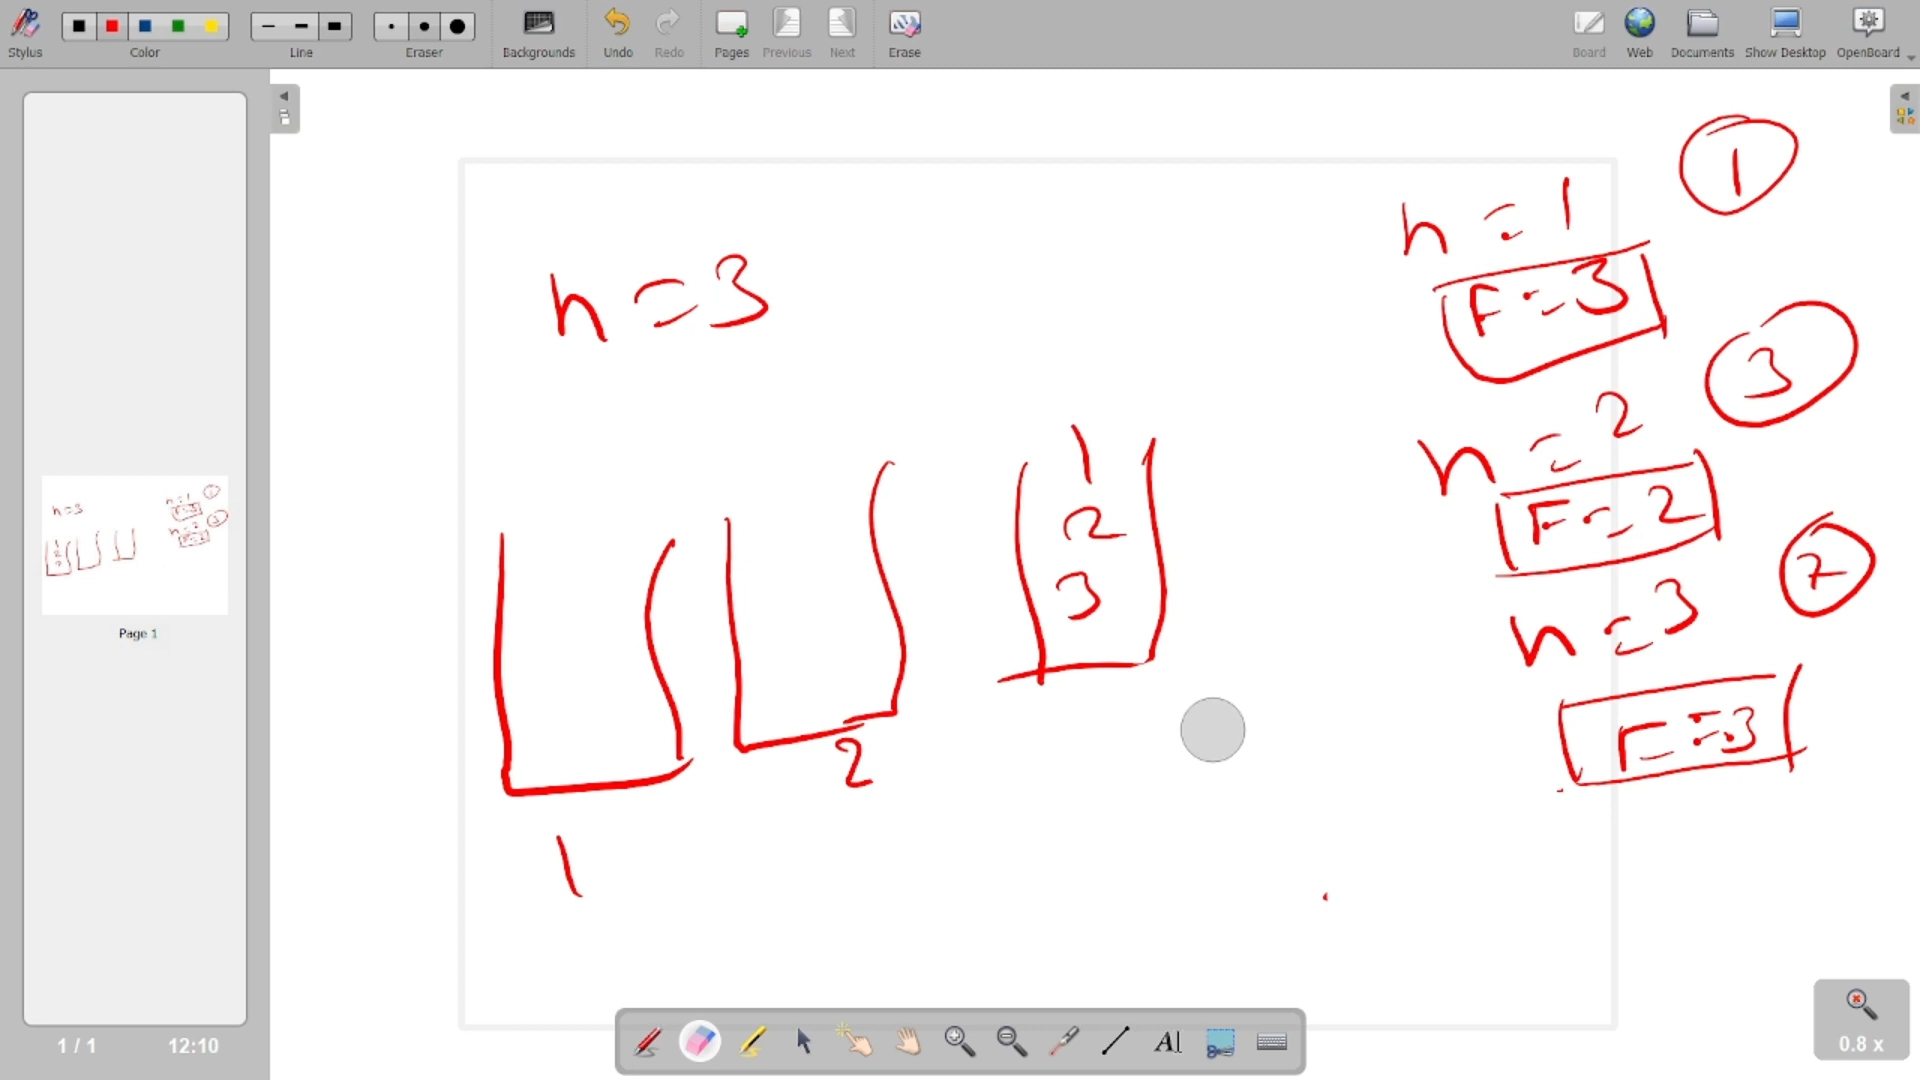 Stylus
Color
Line
Eraser
Backgrounds
Undo
Redo
Pages
Previous
Next
Erase
Board
Web
Documents
Show Desktop
OpenBoard
n = 3
1
2
3
1
2
n = 1
1
F = 3
n = 2
3
F = 2
n = 3
2
F = 3
Page 1
1 / 1
12:10
AI
0.8 x